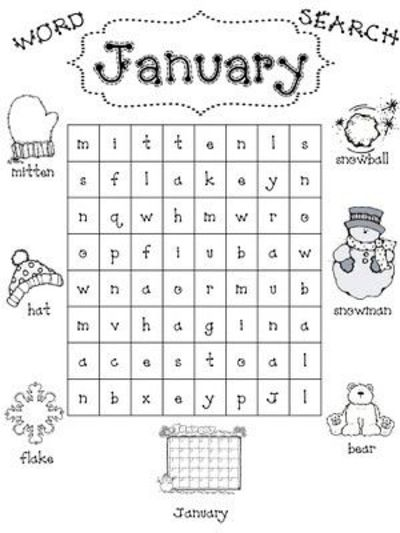 WORD SEARCH
January
m i t t e n l s
s f l a k e y n
n q w h m w r o
o p f i u b a w
w n a o r m u b
m v h a g i n a
a c e s t o a l
n b x e y p J l
mitten
snowball
hat
snowman
flake
bear
January